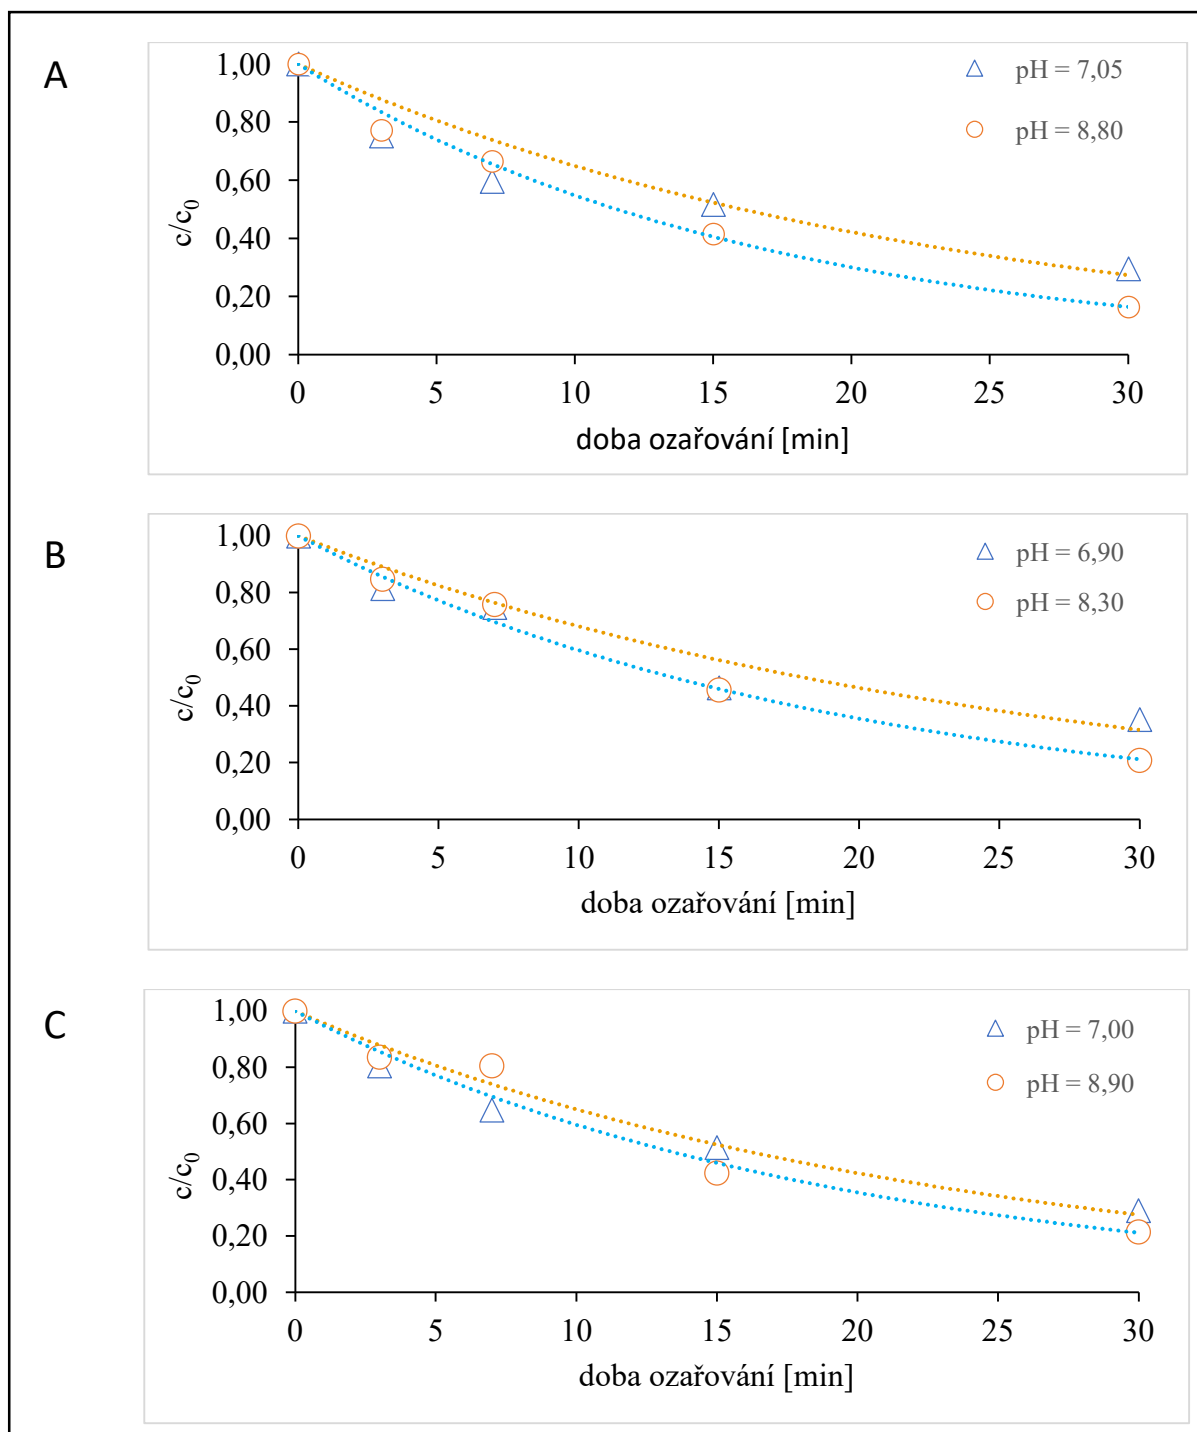 A
1,00
0,80
0,60
0,40
0,20
0,00
c/c₀
0 5 10 15 20 25 30
doba ozařování [min]
pH = 7,05
pH = 8,80
B
1,00
0,80
0,60
0,40
0,20
0,00
c/c₀
0 5 10 15 20 25 30
doba ozařování [min]
pH = 6,90
pH = 8,30
C
1,00
0,80
0,60
0,40
0,20
0,00
c/c₀
0 5 10 15 20 25 30
doba ozařování [min]
pH = 7,00
pH = 8,90